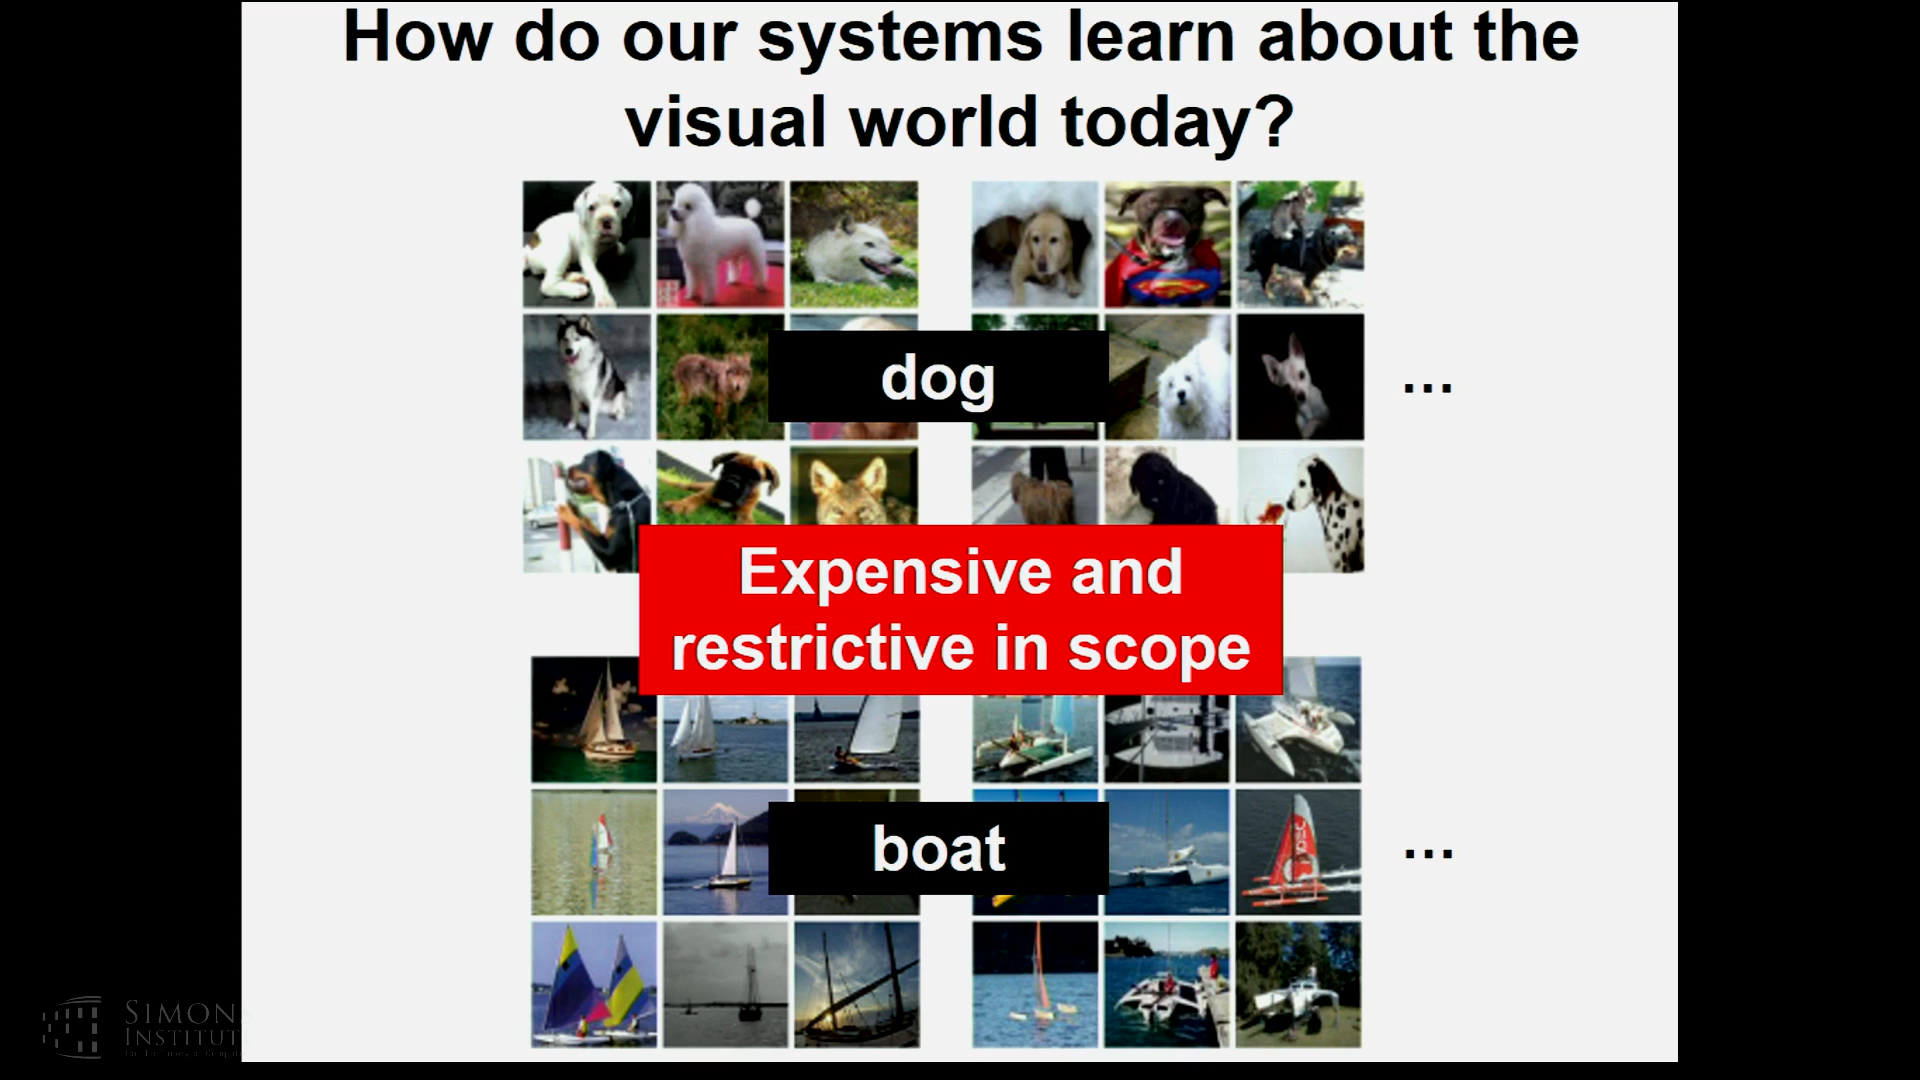 How do our systems learn about the
visual world today?
dog
...
Expensive and
restrictive in scope
boat
...
SIMONS
INSTITUTE